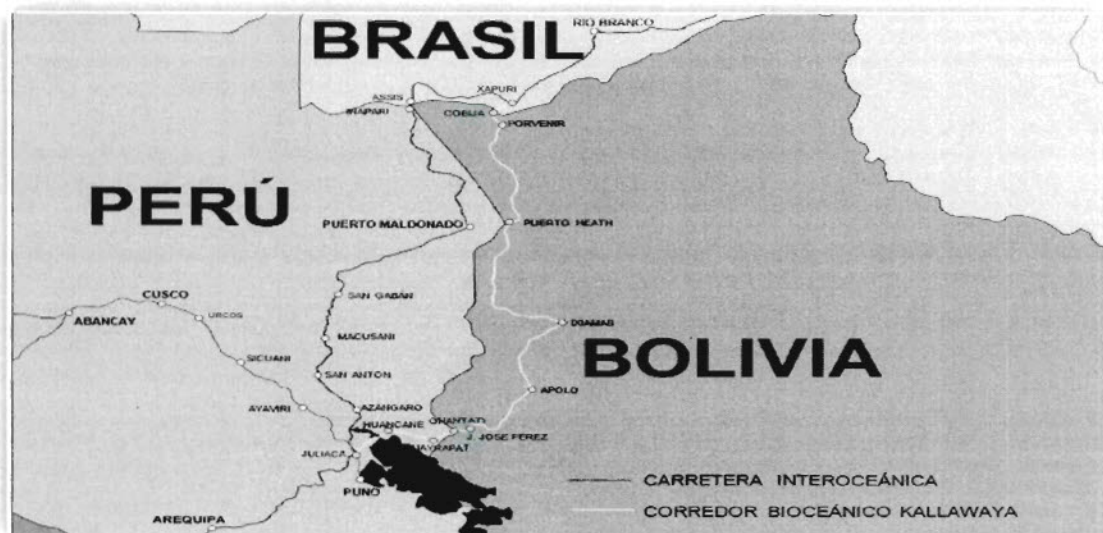 RIO BRANCO
BRASIL
XAPURI
ASSIS
IÑAPARI
COBIJA
PORVENIR
PERÚ
PUERTO MALDONADO
PUERTO HEATH
SAN GABÁN
CUSCO
ABANCAY
URCOS
MACUSANI
BOLIVIA
SICUANI
SAN ANTON
APOLO
AYAVIRI
AZÁNGARO
HUANCANE
J. JOSE PEREZ
JULIACA
PUNO
CARRETERA INTEROCEÁNICA
CORREDOR BIOCEÁNICO KALLAWAYA
AREQUIPA